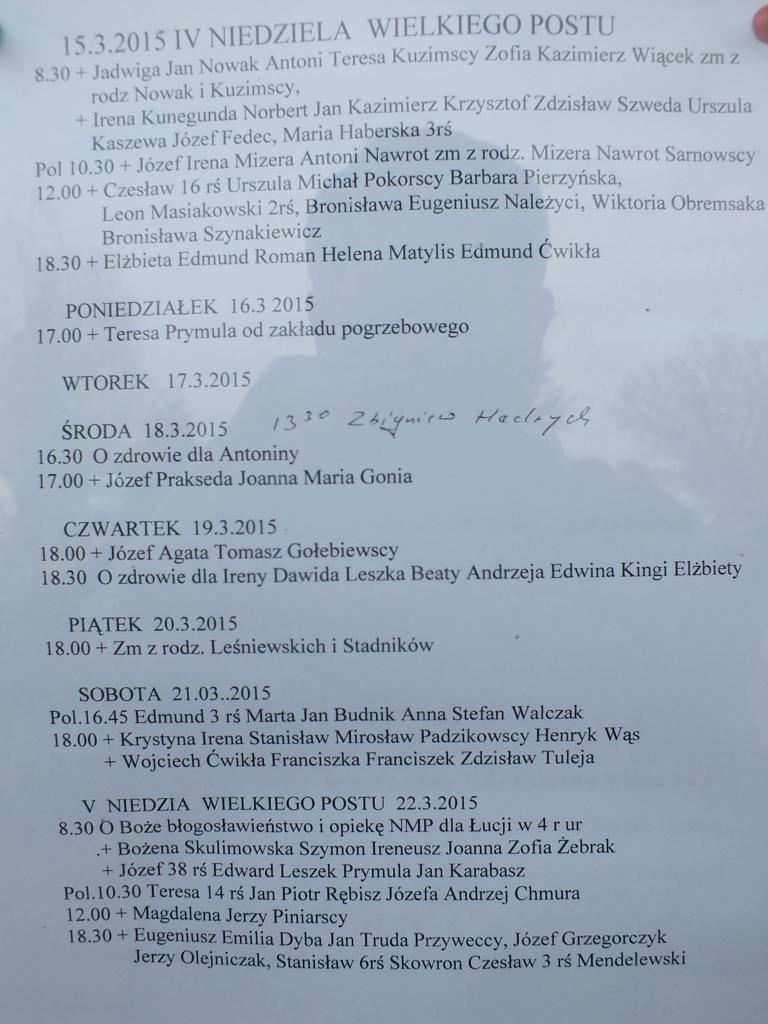 15.3.2015 IV NIEDZIELA WIELKIEGO POSTU
8.30 + Jadwiga Jan Nowak Antoni Teresa Kuzimscy Zofia Kazimierz Wiącek zm z
rodz Nowak i Kuzimscy,
+ Irena Kunegunda Norbert Jan Kazimierz Krzysztof Zdzisław Szweda Urszula
Kaszewa Józef Fedec, Maria Haberska 3rś
Pol 10.30 + Józef Irena Mizera Antoni Nawrot zm z rodz. Mizera Nawrot Sarnowscy
12.00 + Czesław 16 rś Urszula Michał Pokorscy Barbara Pierzyńska,
Leon Masiakowski 2rś, Bronisława Eugeniusz Należyci, Wiktoria Obremsaka
Bronisława Szynakiewicz
18.30 + Elżbieta Edmund Roman Helena Matylis Edmund Ćwikła
PONIEDZIAŁEK 16.3 2015
17.00 + Teresa Prymula od zakładu pogrzebowego
WTOREK 17.3.2015
ŚRODA 18.3.2015 13 30 Zbigniew
16.30 O zdrowie dla Antoniny
17.00 + Józef Prakseda Joanna Maria Gonia
CZWARTEK 19.3.2015
18.00 + Józef Agata Tomasz Gołebiewscy
18.30 O zdrowie dla Ireny Dawida Leszka Beaty Andrzeja Edwina Kingi Elżbiety
PIĄTEK 20.3.2015
18.00 + Zm z rodz. Leśniewskich i Stadników
SOBOTA 21.03..2015
Pol.16.45 Edmund 3 rś Marta Jan Budnik Anna Stefan Walczak
18.00 + Krystyna Irena Stanisław Mirosław Padzikowscy Henryk Wąs
+ Wojciech Ćwikła Franciszka Franciszek Zdzisław Tuleja
V NIEDZIA WIELKIEGO POSTU 22.3.2015
8.30 O Boże błogosławieństwo i opiekę NMP dla Łucji w 4 r ur
.+ Bożena Skulimowska Szymon Ireneusz Joanna Zofia Żebrak
+ Józef 38 rś Edward Leszek Prymula Jan Karabasz
Pol.10.30 Teresa 14 rś Jan Piotr Rębisz Józefa Andrzej Chmura
12.00 + Magdalena Jerzy Piniarscy
18.30 + Eugeniusz Emilia Dyba Jan Truda Przyweccy, Józef Grzegorczyk
Jerzy Olejniczak, Stanisław 6rś Skowron Czesław 3 rś Mendelewski